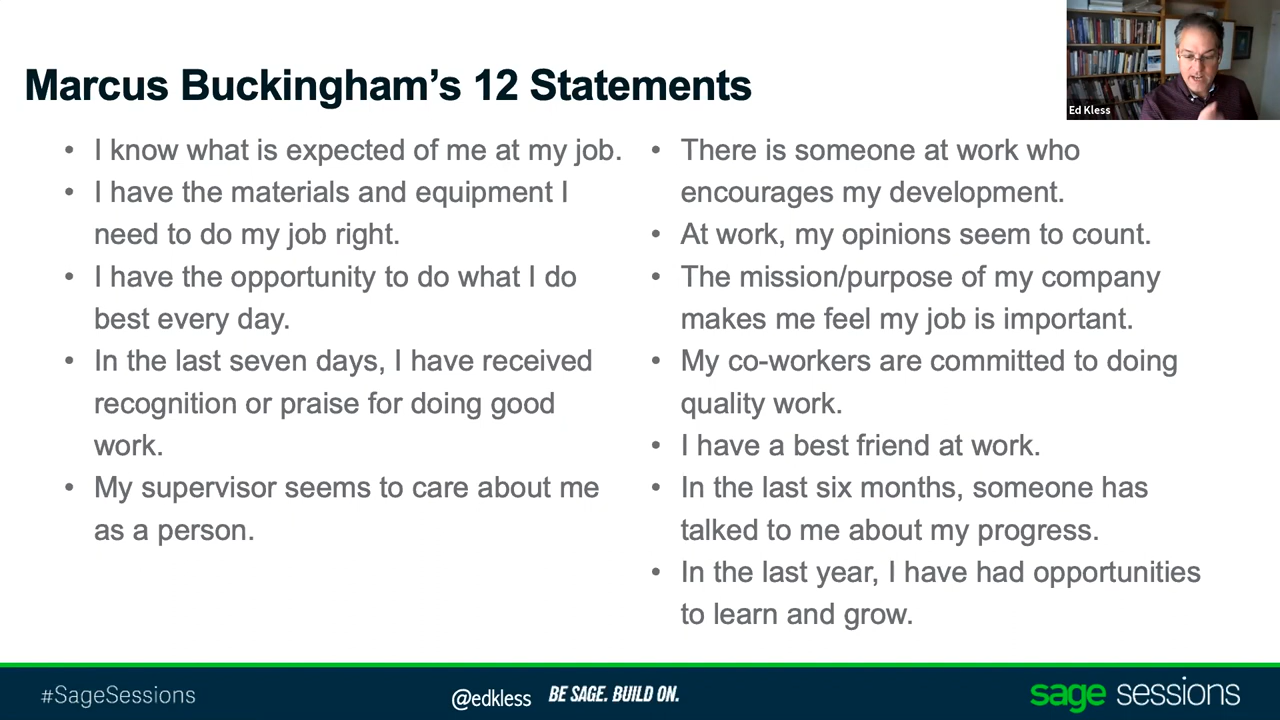 Marcus Buckingham’s 12 Statements
Ed Kless
• I know what is expected of me at my job.
• I have the materials and equipment I
need to do my job right.
• I have the opportunity to do what I do
best every day.
• In the last seven days, I have received
recognition or praise for doing good
work.
• My supervisor seems to care about me
as a person.
• There is someone at work who
encourages my development.
• At work, my opinions seem to count.
• The mission/purpose of my company
makes me feel my job is important.
• My co-workers are committed to doing
quality work.
• I have a best friend at work.
• In the last six months, someone has
talked to me about my progress.
• In the last year, I have had opportunities
to learn and grow.
#SageSessions
@edkless
BE SAGE. BUILD ON.
sage sessions